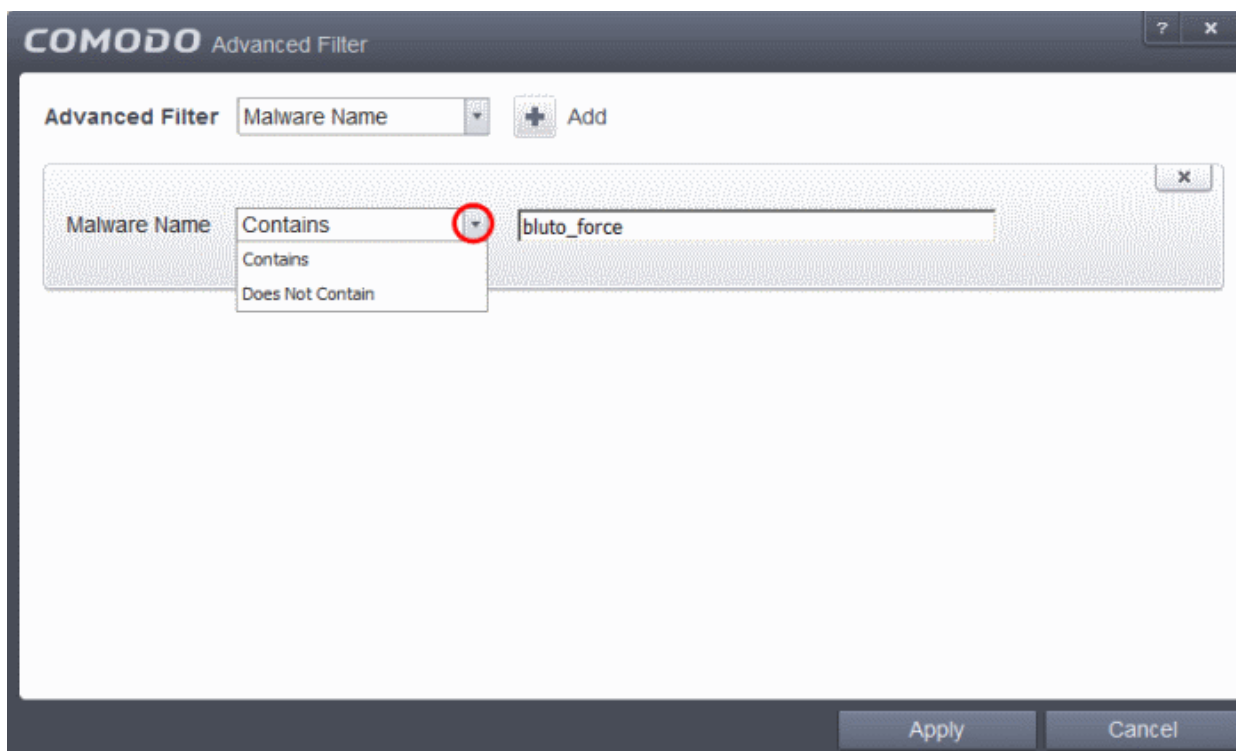 COMODO Advanced Filter ? x
Advanced Filter Malware Name + Add
x
Malware Name Contains bluto_force
Contains
Does Not Contain
Apply Cancel